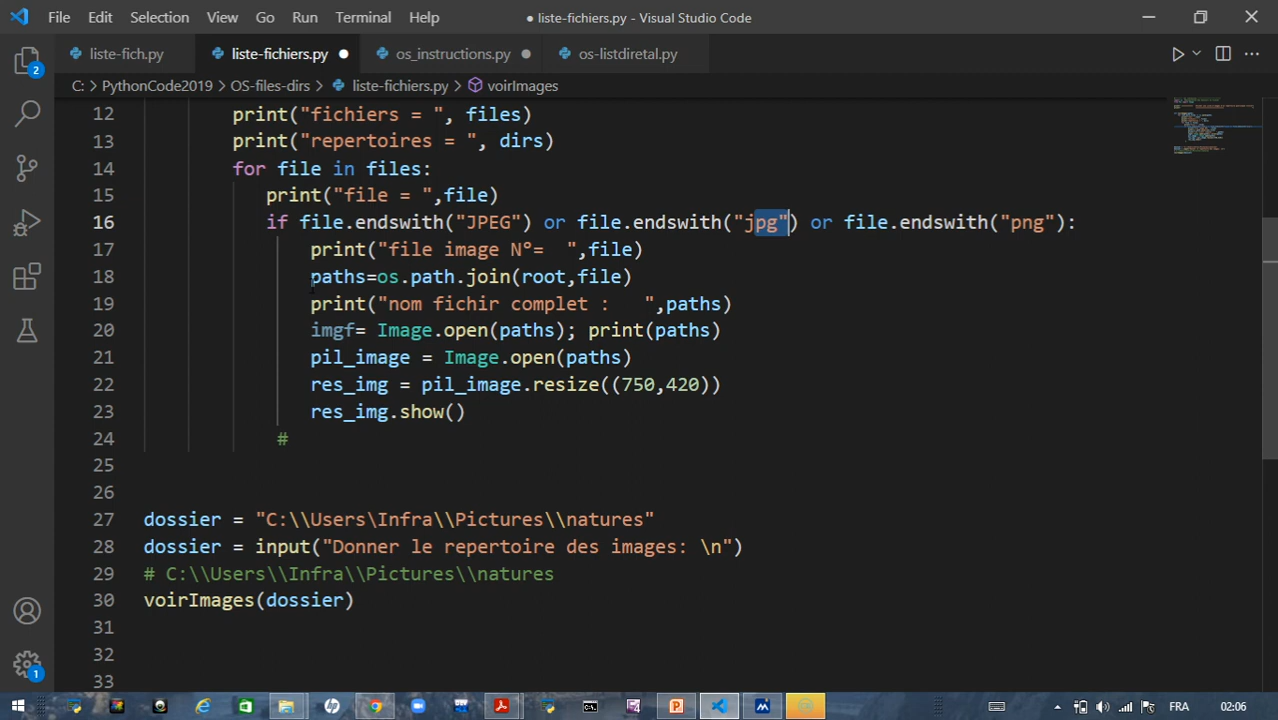 File Edit Selection View Go Run Terminal Help
liste-fichiers.py - Visual Studio Code
liste-fich.py liste-fichiers.py os_instructions.py os-listdiretal.py
C: > PythonCode2019 > OS-files-dirs > liste-fichiers.py > voirImages
2
12 print("fichiers = ", files)
13 print("repertoires = ", dirs)
14 for file in files:
15 print("file = ",file)
16 if file.endswith("JPEG") or file.endswith("jpg") or file.endswith("png"):
17 print("file image N°=  ",file)
18 paths=os.path.join(root,file)
19 print("nom fichir complet :   ",paths)
20 imgf= Image.open(paths); print(paths)
21 pil_image = Image.open(paths)
22 res_img = pil_image.resize((750,420))
23 res_img.show()
24 #
25
26
27 dossier = "C:\\Users\Infra\\Pictures\\natures"
28 dossier = input("Donner le repertoire des images: \n")
29 # C:\\Users\\Infra\\Pictures\\natures
30 voirImages(dossier)
31
32
33
1
FRA 02:06